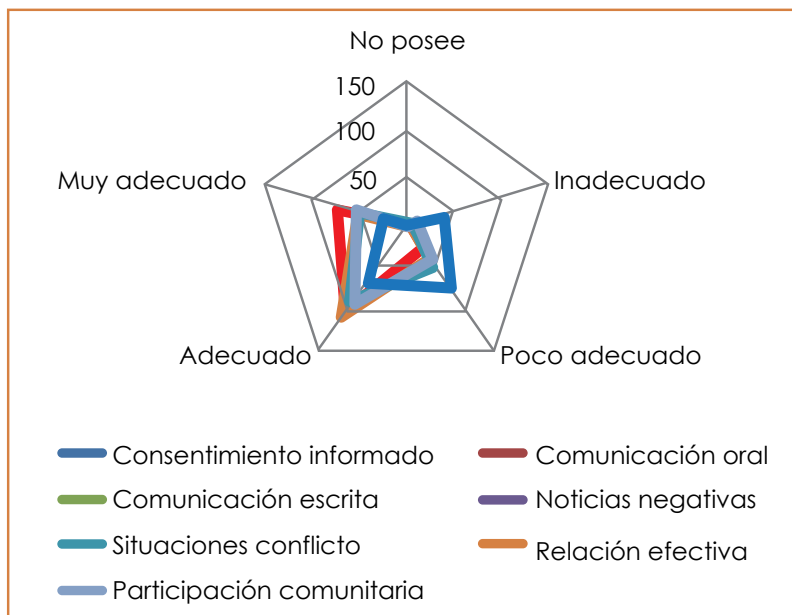 No posee
150
100
50
Muy adecuado
Inadecuado
Adecuado
Poco adecuado
Consentimiento informado
Comunicación oral
Comunicación escrita
Noticias negativas
Situaciones conflicto
Relación efectiva
Participación comunitaria